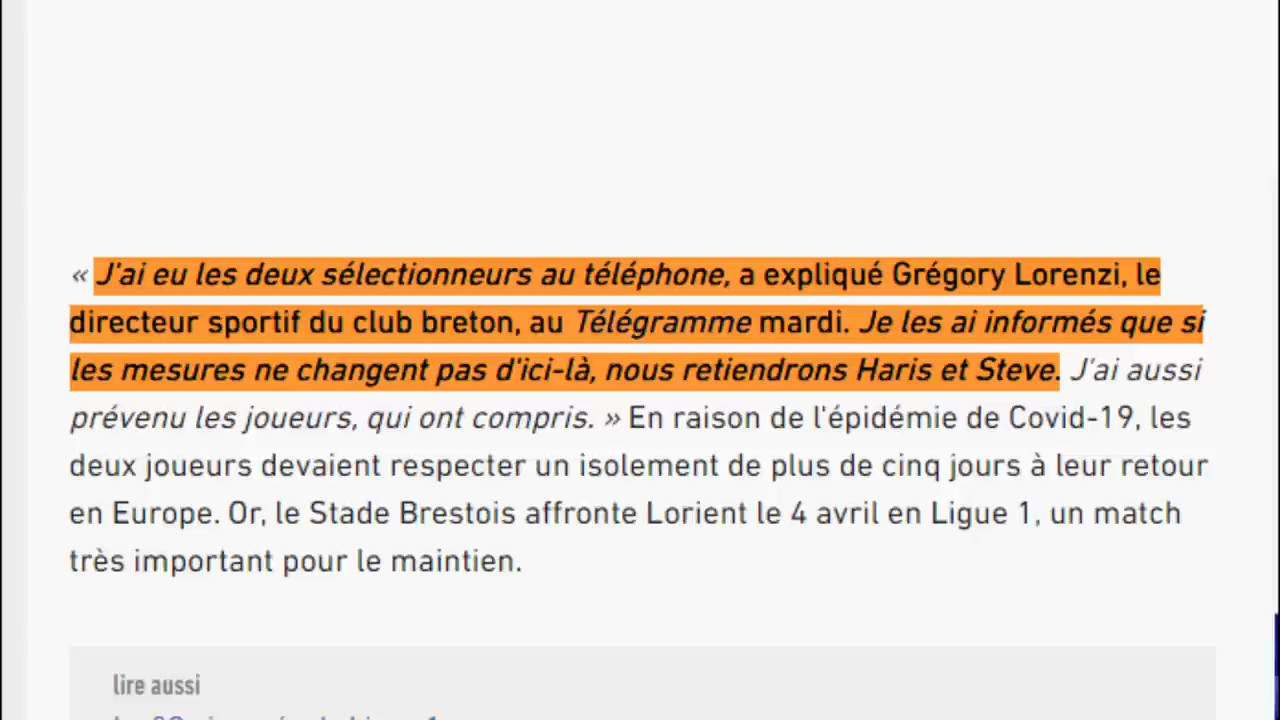 « J'ai eu les deux sélectionneurs au téléphone, a expliqué Grégory Lorenzi, le
directeur sportif du club breton, au Télégramme mardi. Je les ai informés que si
les mesures ne changent pas d'ici-là, nous retiendrons Haris et Steve. J'ai aussi
prévenu les joueurs, qui ont compris. » En raison de l'épidémie de Covid-19, les
deux joueurs devaient respecter un isolement de plus de cinq jours à leur retour
en Europe. Or, le Stade Brestois affronte Lorient le 4 avril en Ligue 1, un match
très important pour le maintien.
lire aussi